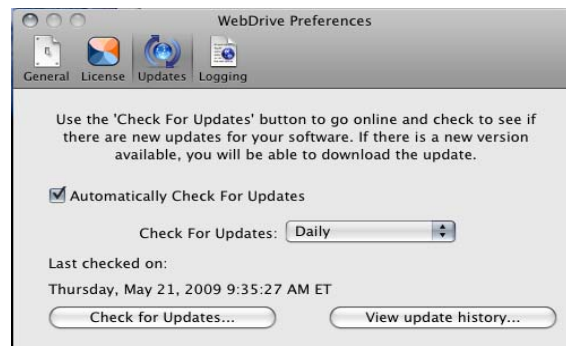 WebDrive Preferences
General License Updates Logging
Use the 'Check For Updates' button to go online and check to see if
there are new updates for your software. If there is a new version
available, you will be able to download the update.
Automatically Check For Updates
Check For Updates: Daily
Last checked on:
Thursday, May 21, 2009 9:35:27 AM ET
Check for Updates... View update history...